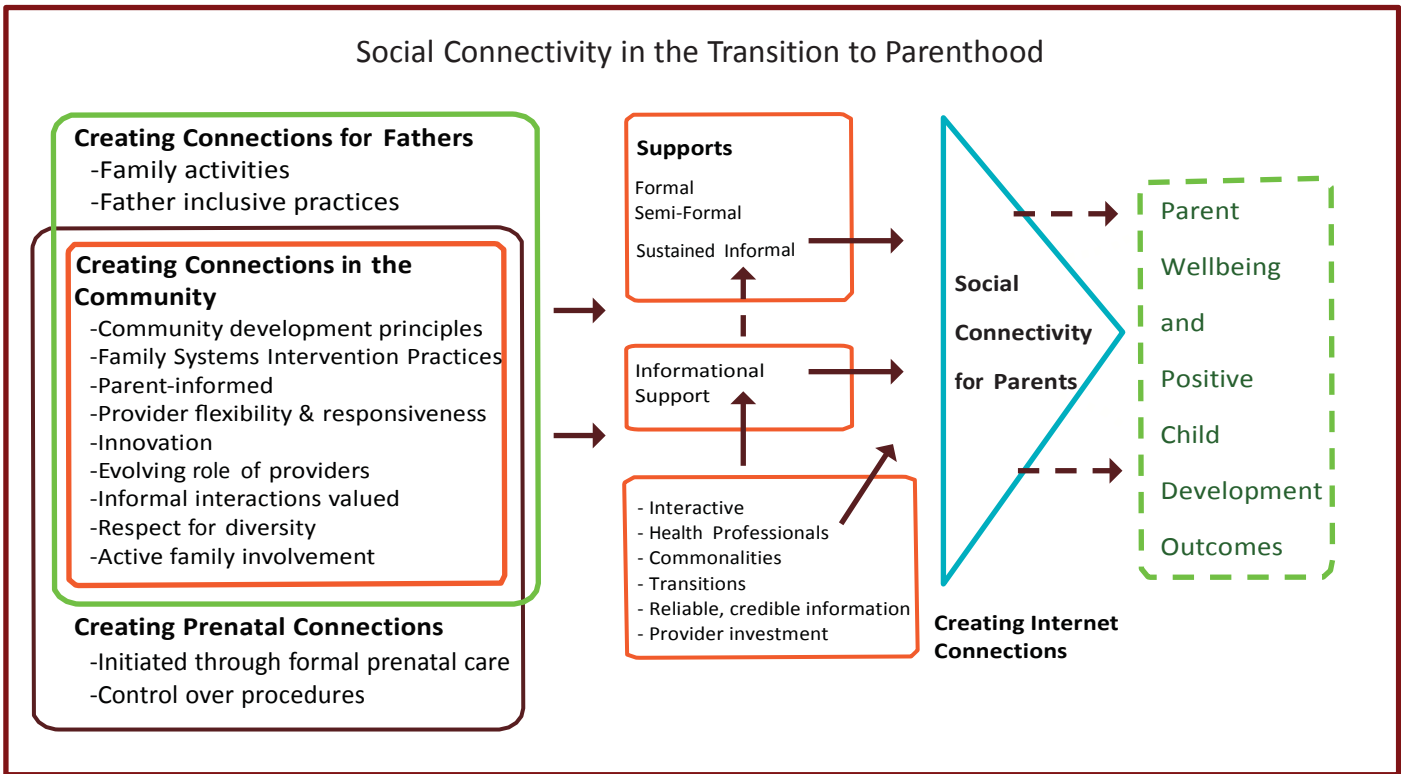 Social Connectivity in the Transition to Parenthood
Creating Connections for Fathers
-Family activities
-Father inclusive practices
Creating Connections in the
Community
-Community development principles
-Family Systems Intervention Practices
-Parent-informed
-Provider flexibility & responsiveness
-Innovation
-Evolving role of providers
-Informal interactions valued
-Respect for diversity
-Active family involvement
Creating Prenatal Connections
-Initiated through formal prenatal care
-Control over procedures
Supports
Formal
Semi-Formal
Sustained Informal
Informational
Support
- Interactive
- Health Professionals
- Commonalities
- Transitions
- Reliable, credible information
- Provider investment
Social
Connectivity
for Parents
Creating Internet
Connections
Parent
Wellbeing
and
Positive
Child
Development
Outcomes